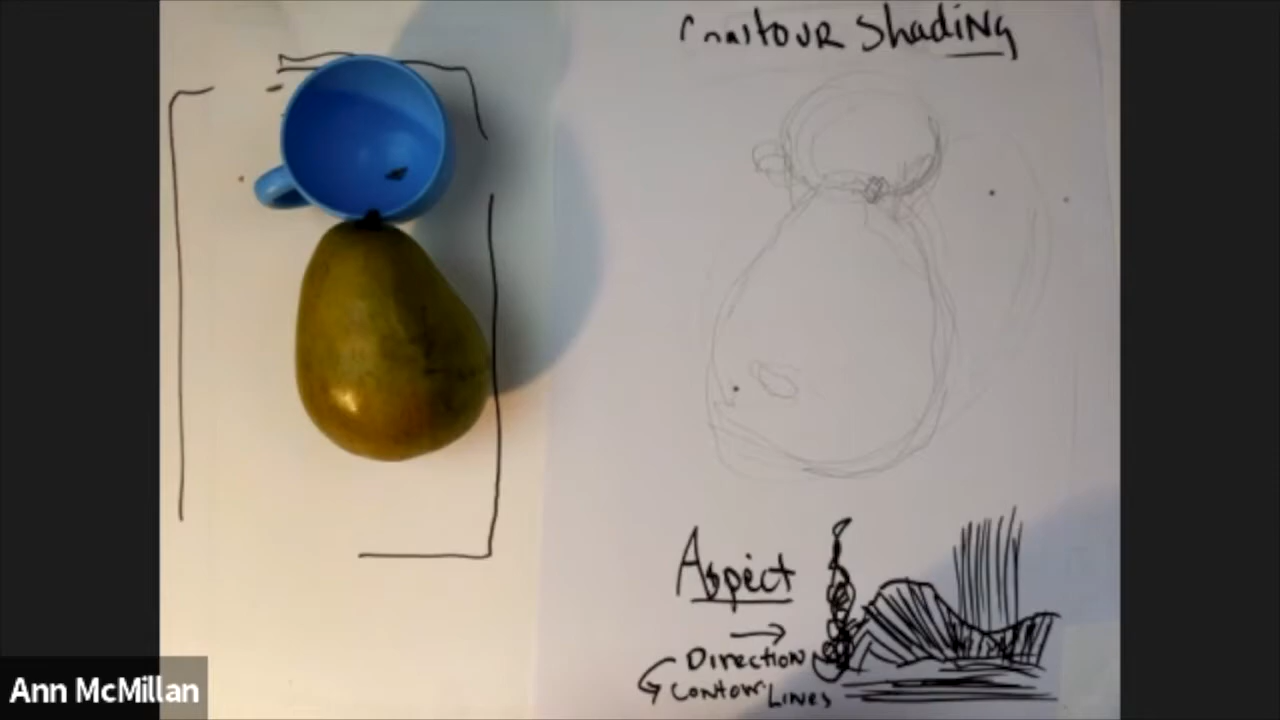 Contour Shading
Aspect
Direction
Contour Lines
Ann McMillan